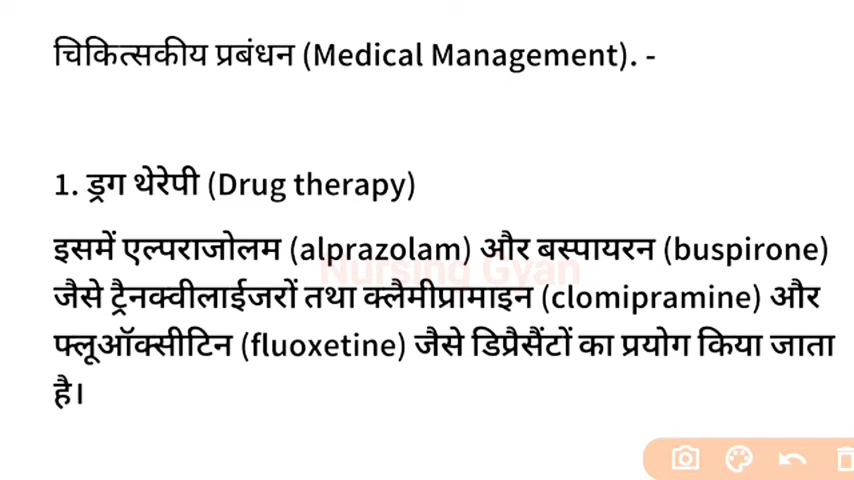 चिकित्सकीय प्रबंधन (Medical Management). -
1. ड्रग थेरेपी (Drug therapy)
इसमें एल्पराजोलम (alprazolam) और बस्पायरन (buspirone)
Nursing Gyan
जैसे ट्रैनक्वीलाईजरों तथा क्लैमीप्रामाइन (clomipramine) और
फ्लूऑक्सीटिन (fluoxetine) जैसे डिप्रैसैंटों का प्रयोग किया जाता
है।